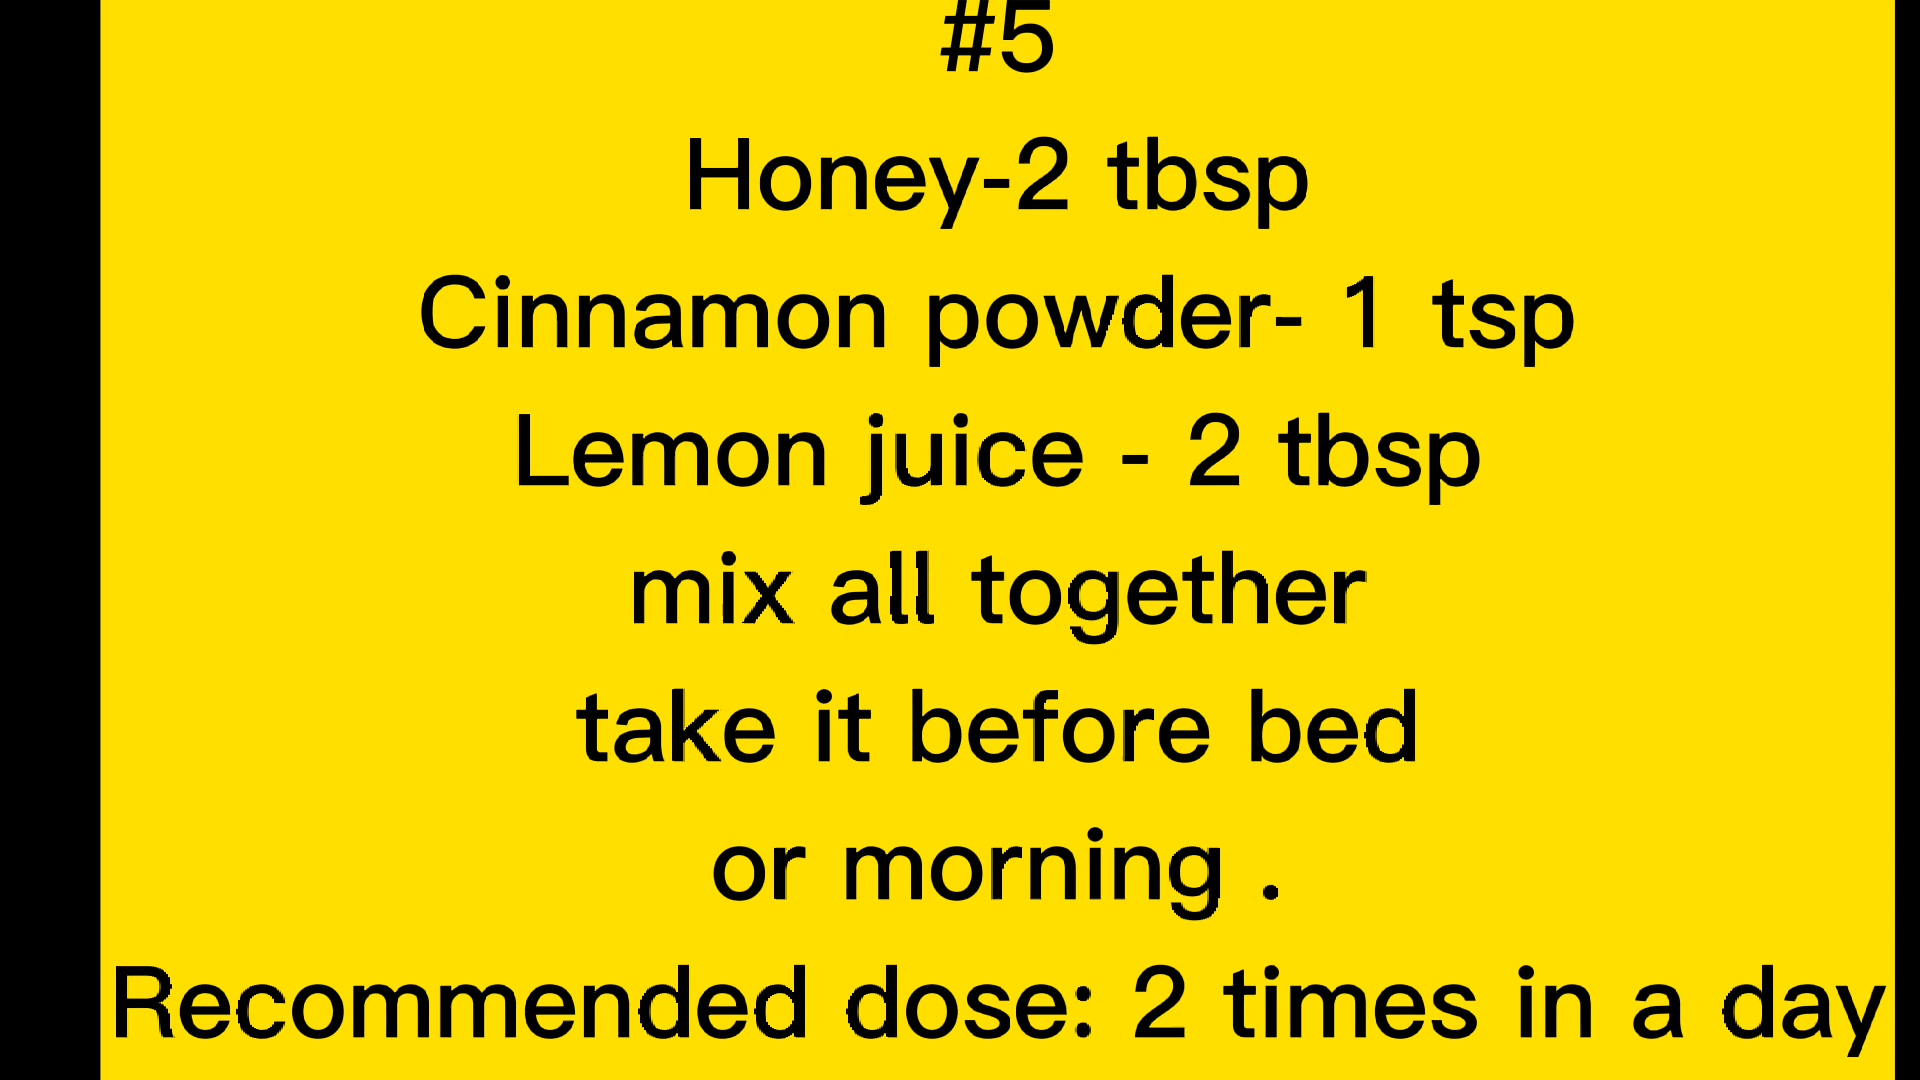 #5
Honey-2 tbsp
Cinnamon powder- 1 tsp
Lemon juice - 2 tbsp
mix all together
take it before bed
or morning .
Recommended dose: 2 times in a day